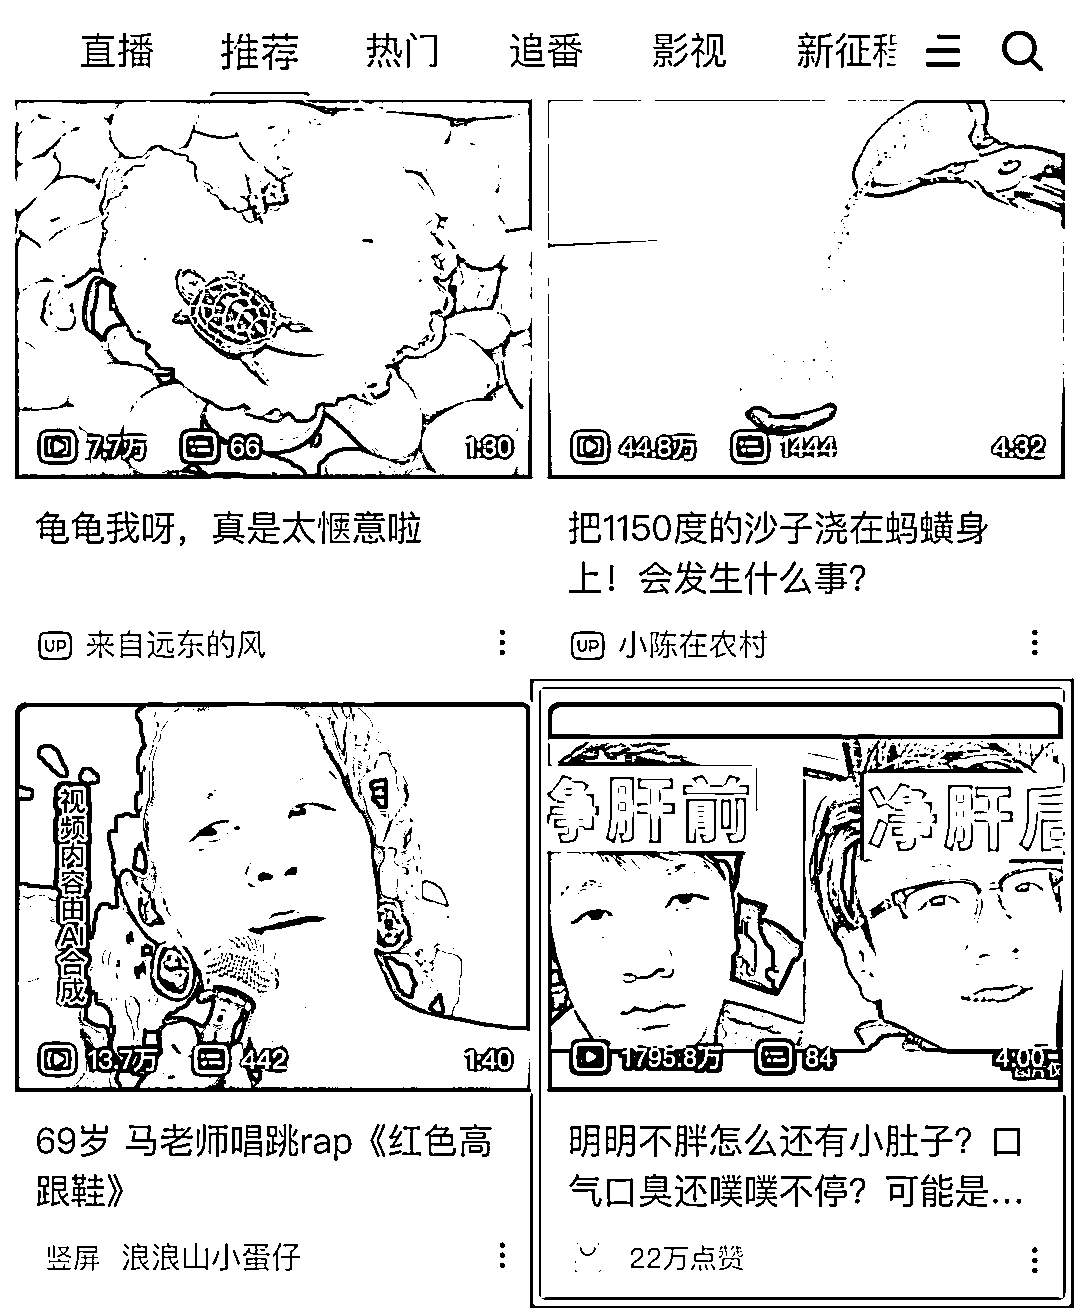 直播 推荐 热门 追番 影视 新征程
7.7万 66 1:30
龟龟我呀，真是太惬意啦
UP 来自远东的风
44.8万 1444 4:32
把1150度的沙子浇在蚂蟥身
上！会发生什么事？
UP 小陈在农村
视频内容由AI合成
13.7万 442 1:40
69岁 马老师唱跳rap《红色高
跟鞋》
竖屏 浪浪山小蛋仔
净肝前
净肝后
1795.8万 84 4:00
明明不胖怎么还有小肚子？口
气口臭还噗噗不停？可能是...
22万点赞